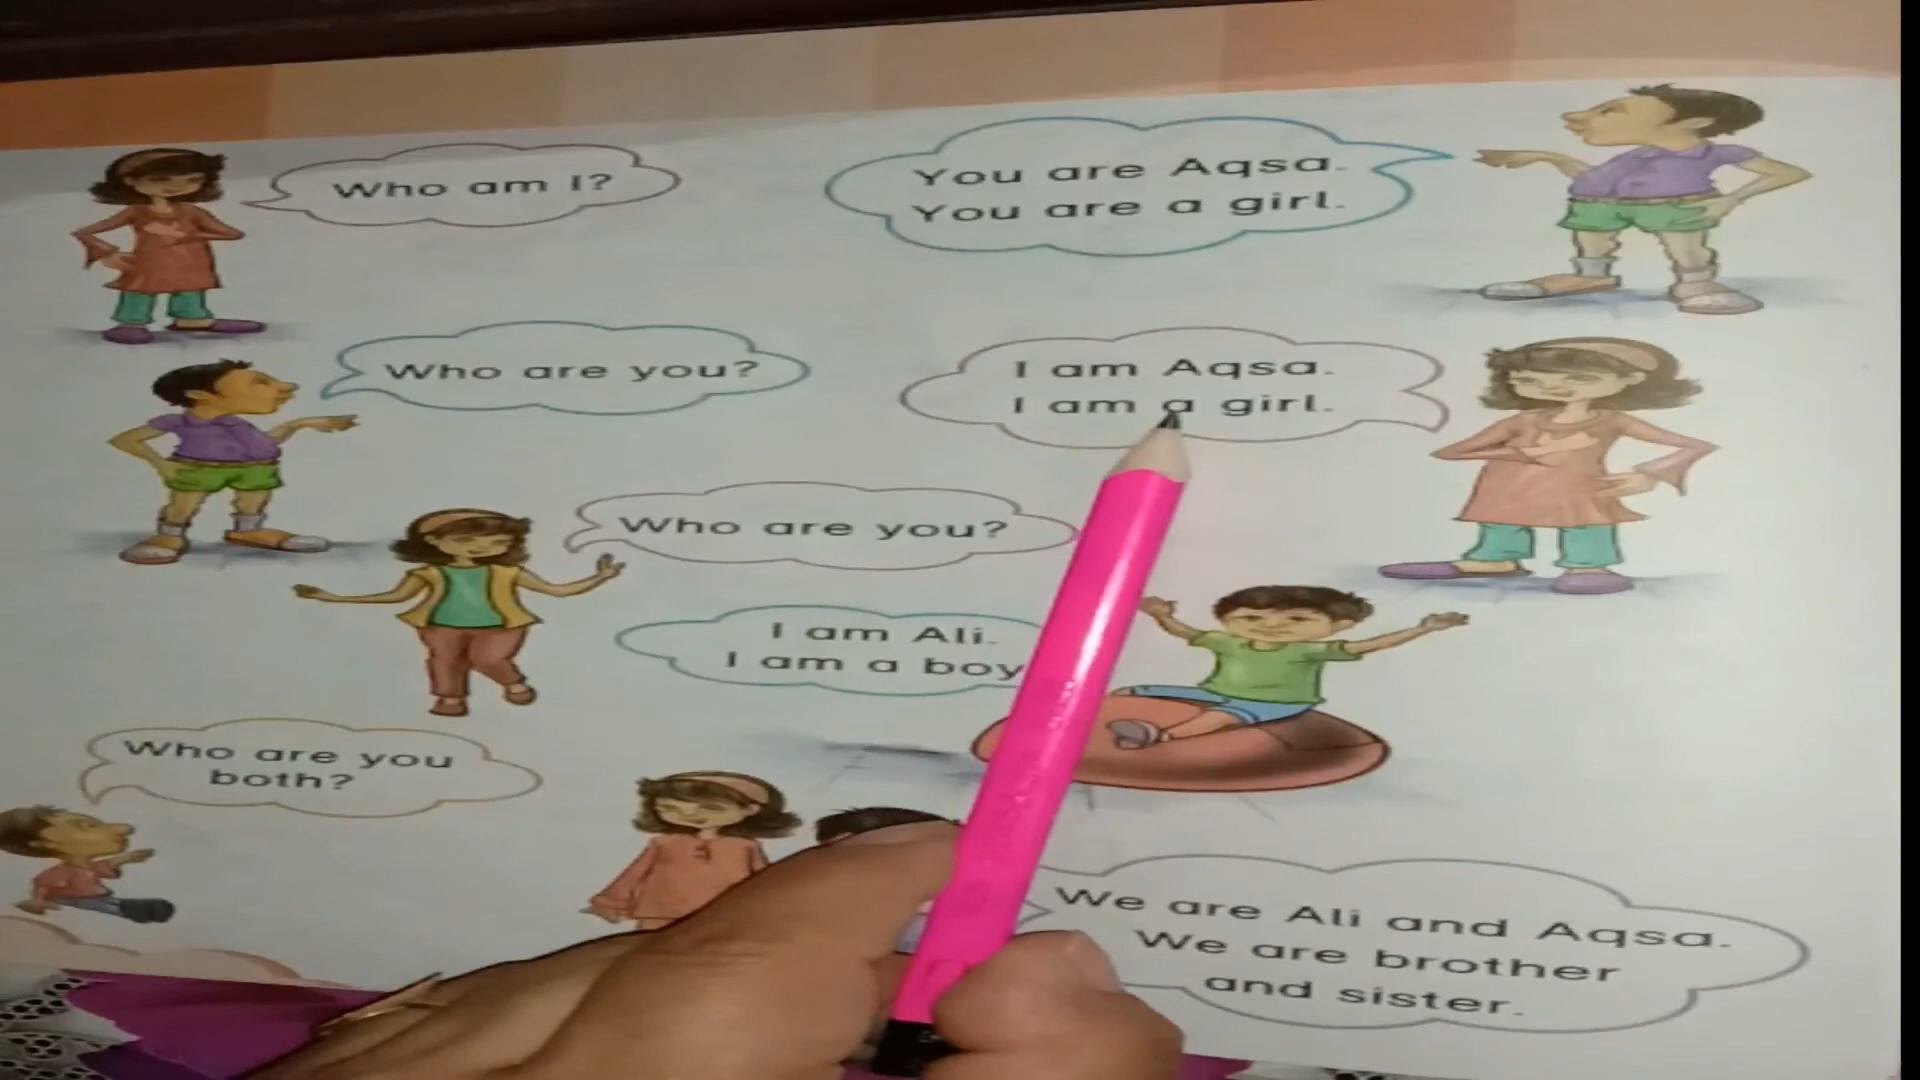 Who am I?
You are Aqsa.
You are a girl.
Who are you?
I am Aqsa.
I am a girl.
Who are you?
I am Ali.
I am a boy
Who are you
both?
We are Ali and Aqsa.
We are brother
and sister.